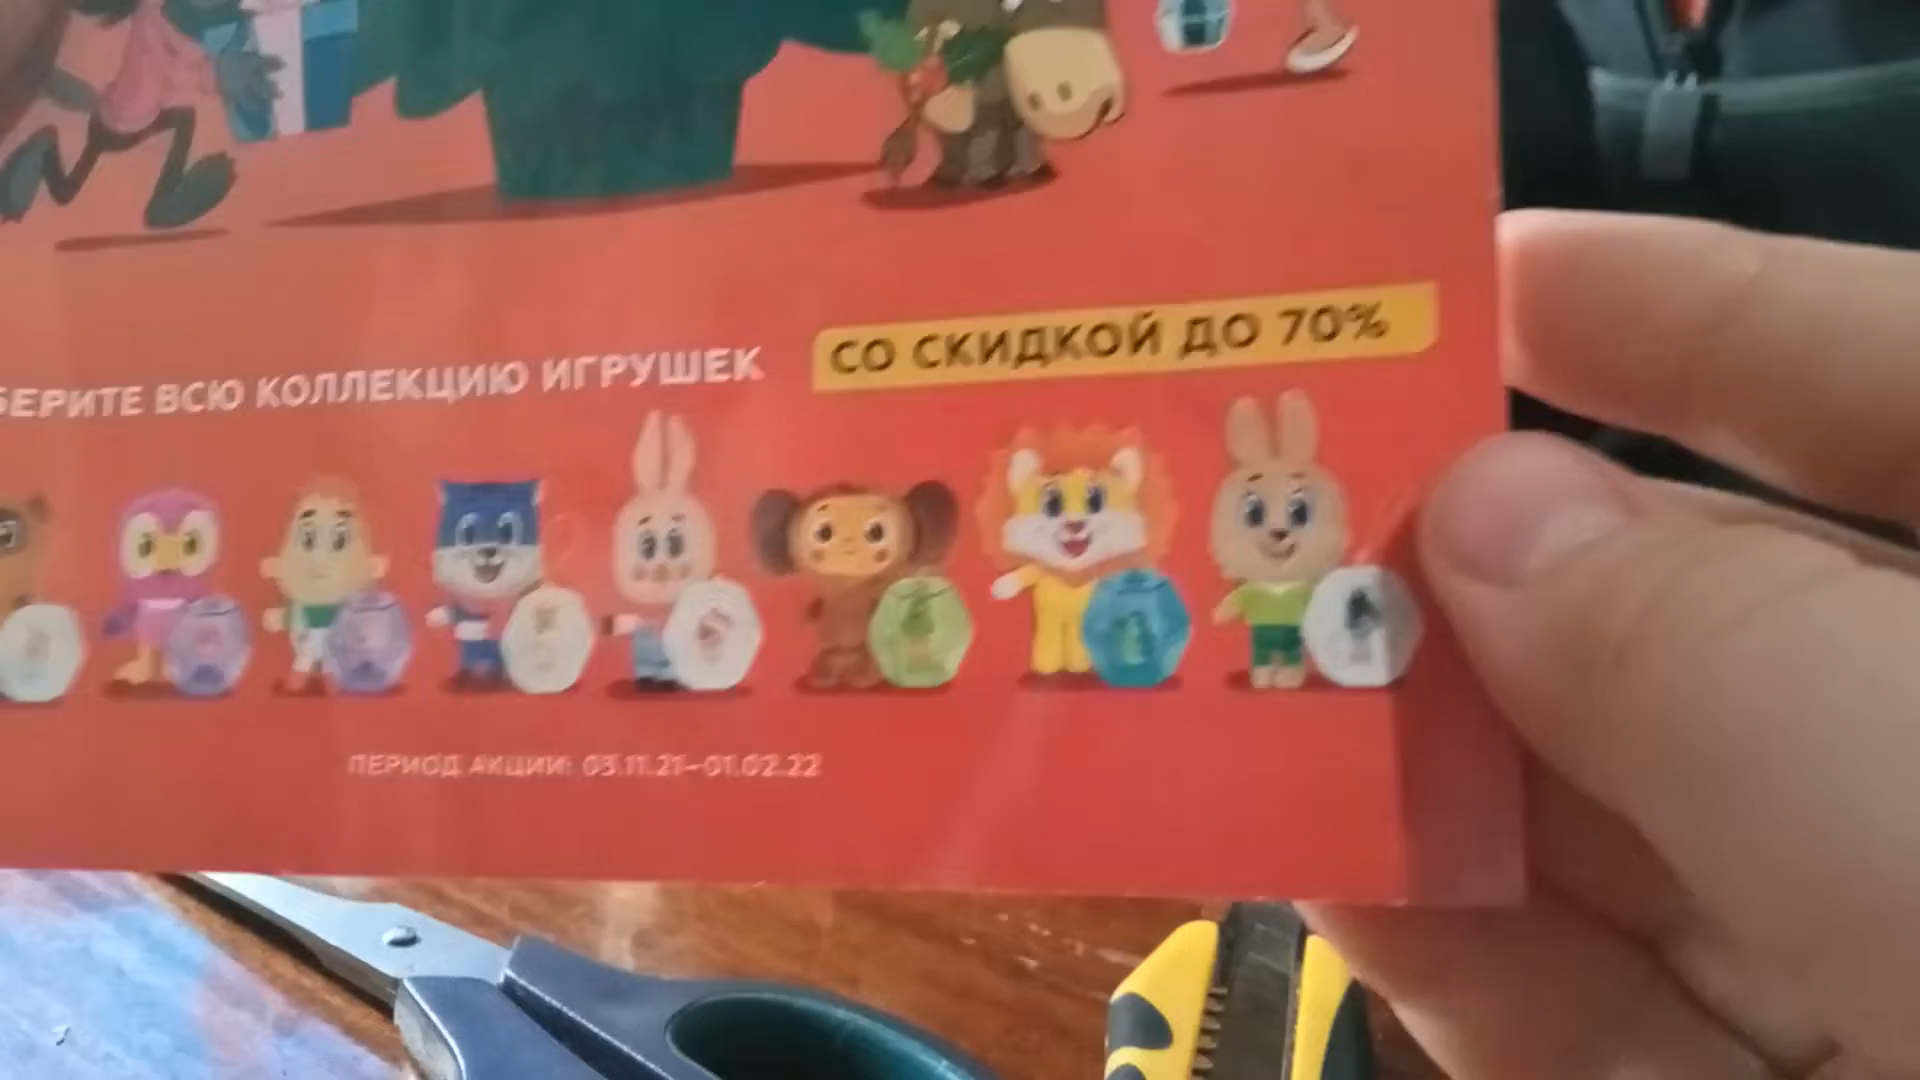 БЕРИТЕ ВСЮ КОЛЛЕКЦИЮ ИГРУШЕК
СО СКИДКОЙ ДО 70%
ПЕРИОД АКЦИИ: 03.11.21–01.02.22